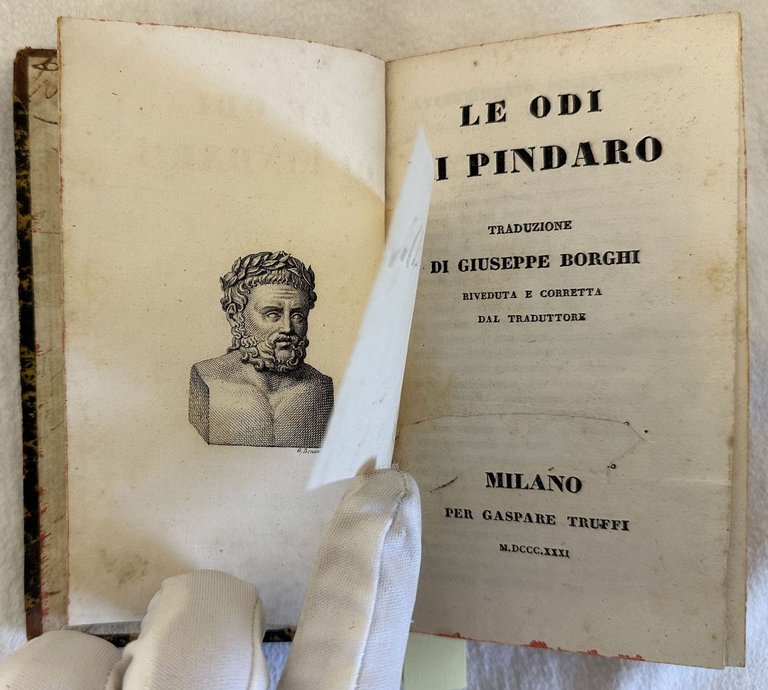 LE ODI
I PINDARO
TRADUZIONE
DI GIUSEPPE BORGHI
RIVEDUTA E CORRETTA
DAL TRADUTTORE
MILANO
PER GASPARE TRUFFI
M.DCCC.XXXI